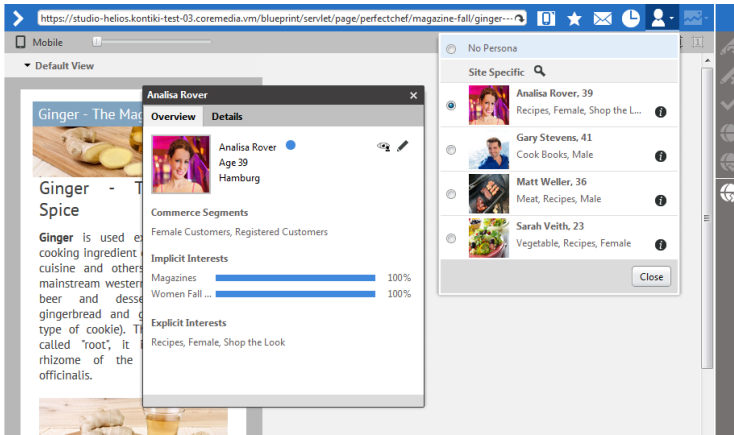 https://studio-helios.kontiki-test-03.coremedia.vm/blueprint/servlet/page/perfectchef/magazine-fall/ginger---
Mobile
Default View
Ginger - The Mag
Ginger - T
Spice
Ginger is used ex
cooking ingredient
cuisine and others
mainstream western
beer and desse
gingerbread and g
type of cookie). Th
called "root", it i
rhizome of the
officinalis.
Analisa Rover
Overview Details
Analisa Rover
Age 39
Hamburg
Commerce Segments
Female Customers, Registered Customers
Implicit Interests
Magazines 100%
Women Fall ... 100%
Explicit Interests
Recipes, Female, Shop the Look
No Persona
Site Specific
Analisa Rover, 39
Recipes, Female, Shop the L...
Gary Stevens, 41
Cook Books, Male
Matt Weller, 36
Meat, Recipes, Male
Sarah Veith, 23
Vegetable, Recipes, Female
Close